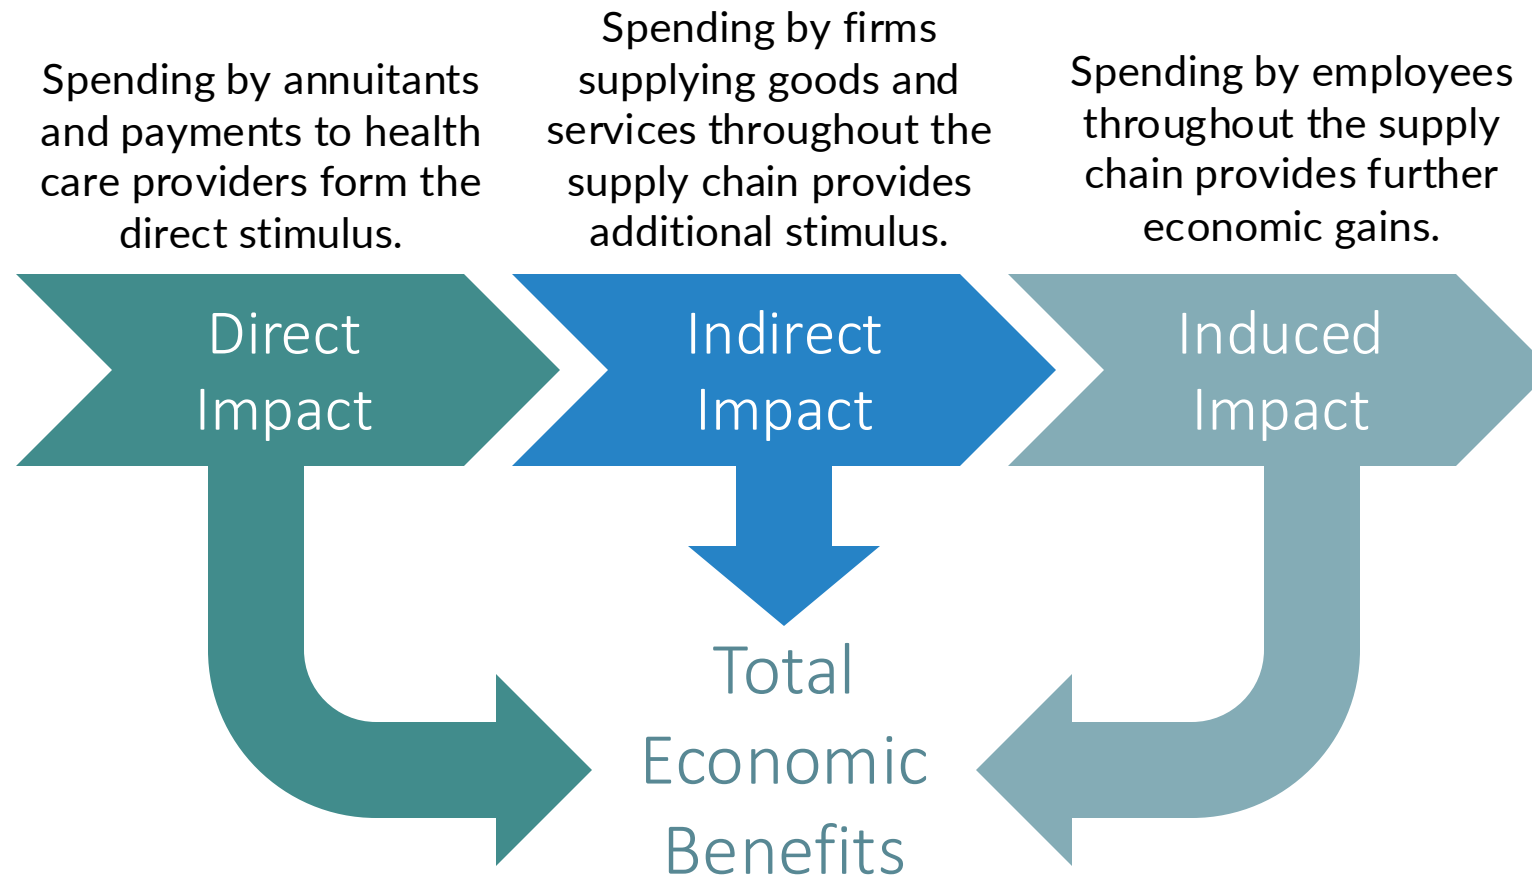 Spending by annuitants
and payments to health
care providers form the
direct stimulus.
Spending by firms
supplying goods and
services throughout the
supply chain provides
additional stimulus.
Spending by employees
throughout the supply
chain provides further
economic gains.
Direct
Impact
Indirect
Impact
Induced
Impact
Total
Economic
Benefits